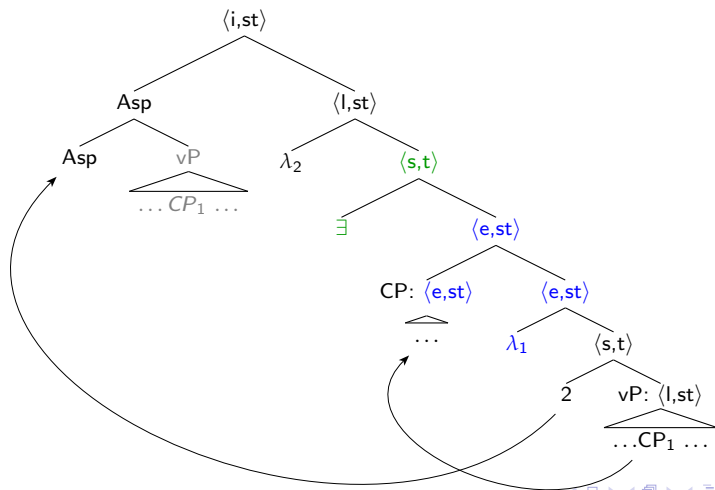 ⟨i,st⟩
Asp ⟨l,st⟩
Asp vP λ₂ ⟨s,t⟩
... CP₁ ...
∃ ⟨e,st⟩
CP: ⟨e,st⟩ ⟨e,st⟩
... λ₁ ⟨s,t⟩
2 vP: ⟨l,st⟩
...CP₁ ...